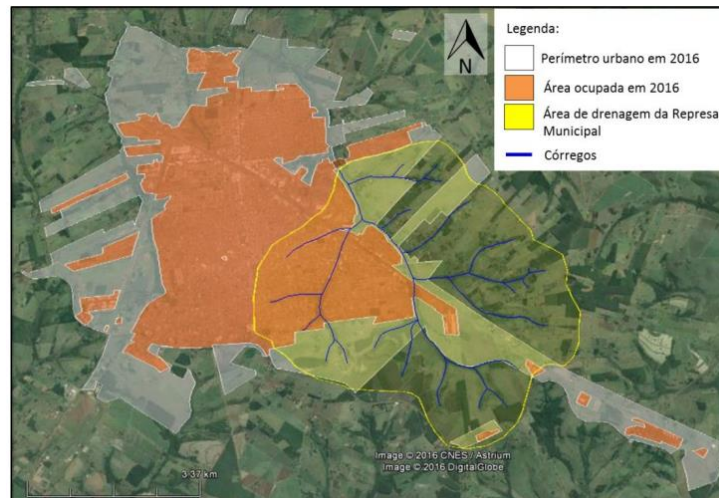 Legenda:
Perímetro urbano em 2016
Área ocupada em 2016
Área de drenagem da Represa
Municipal
Córregos
N
Image © 2016 CNES / Astrium
Image © 2016 DigitalGlobe
3.37 km